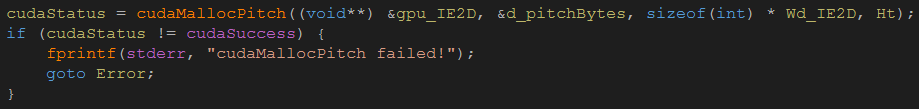 cudaStatus = cudaMallocPitch((void**) &gpu_IE2D, &d_pitchBytes, sizeof(int) * Wd_IE2D, Ht);
if (cudaStatus != cudaSuccess) {
    fprintf(stderr, "cudaMallocPitch failed!");
    goto Error;
}